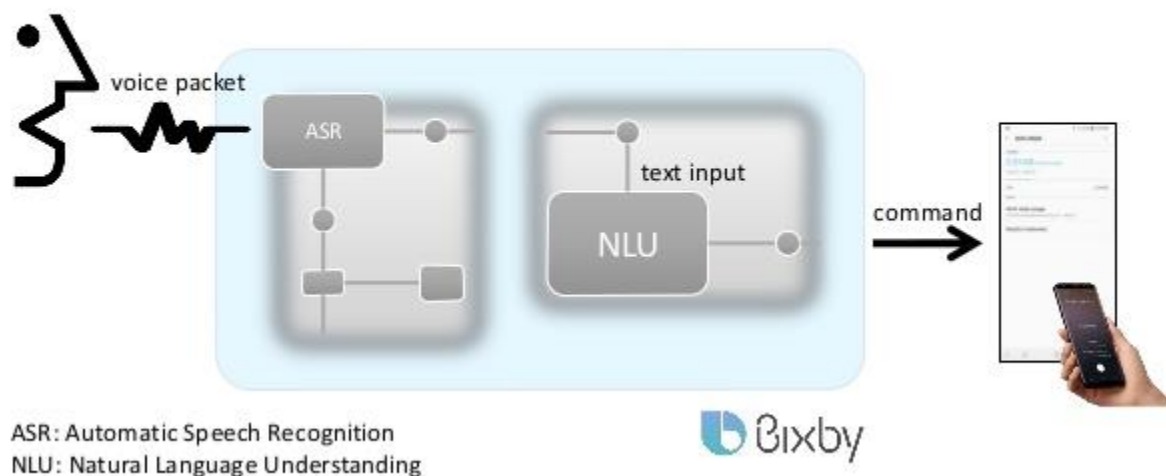 voice packet
ASR
text input
NLU
command
ASR: Automatic Speech Recognition
NLU: Natural Language Understanding
Bixby